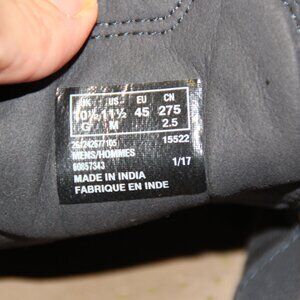 UK US EU CN
10½ 11½ 45 275
G M 2.5
15522
MENS/HOMMES
60857343 1/17
MADE IN INDIA
FABRIQUE EN INDE